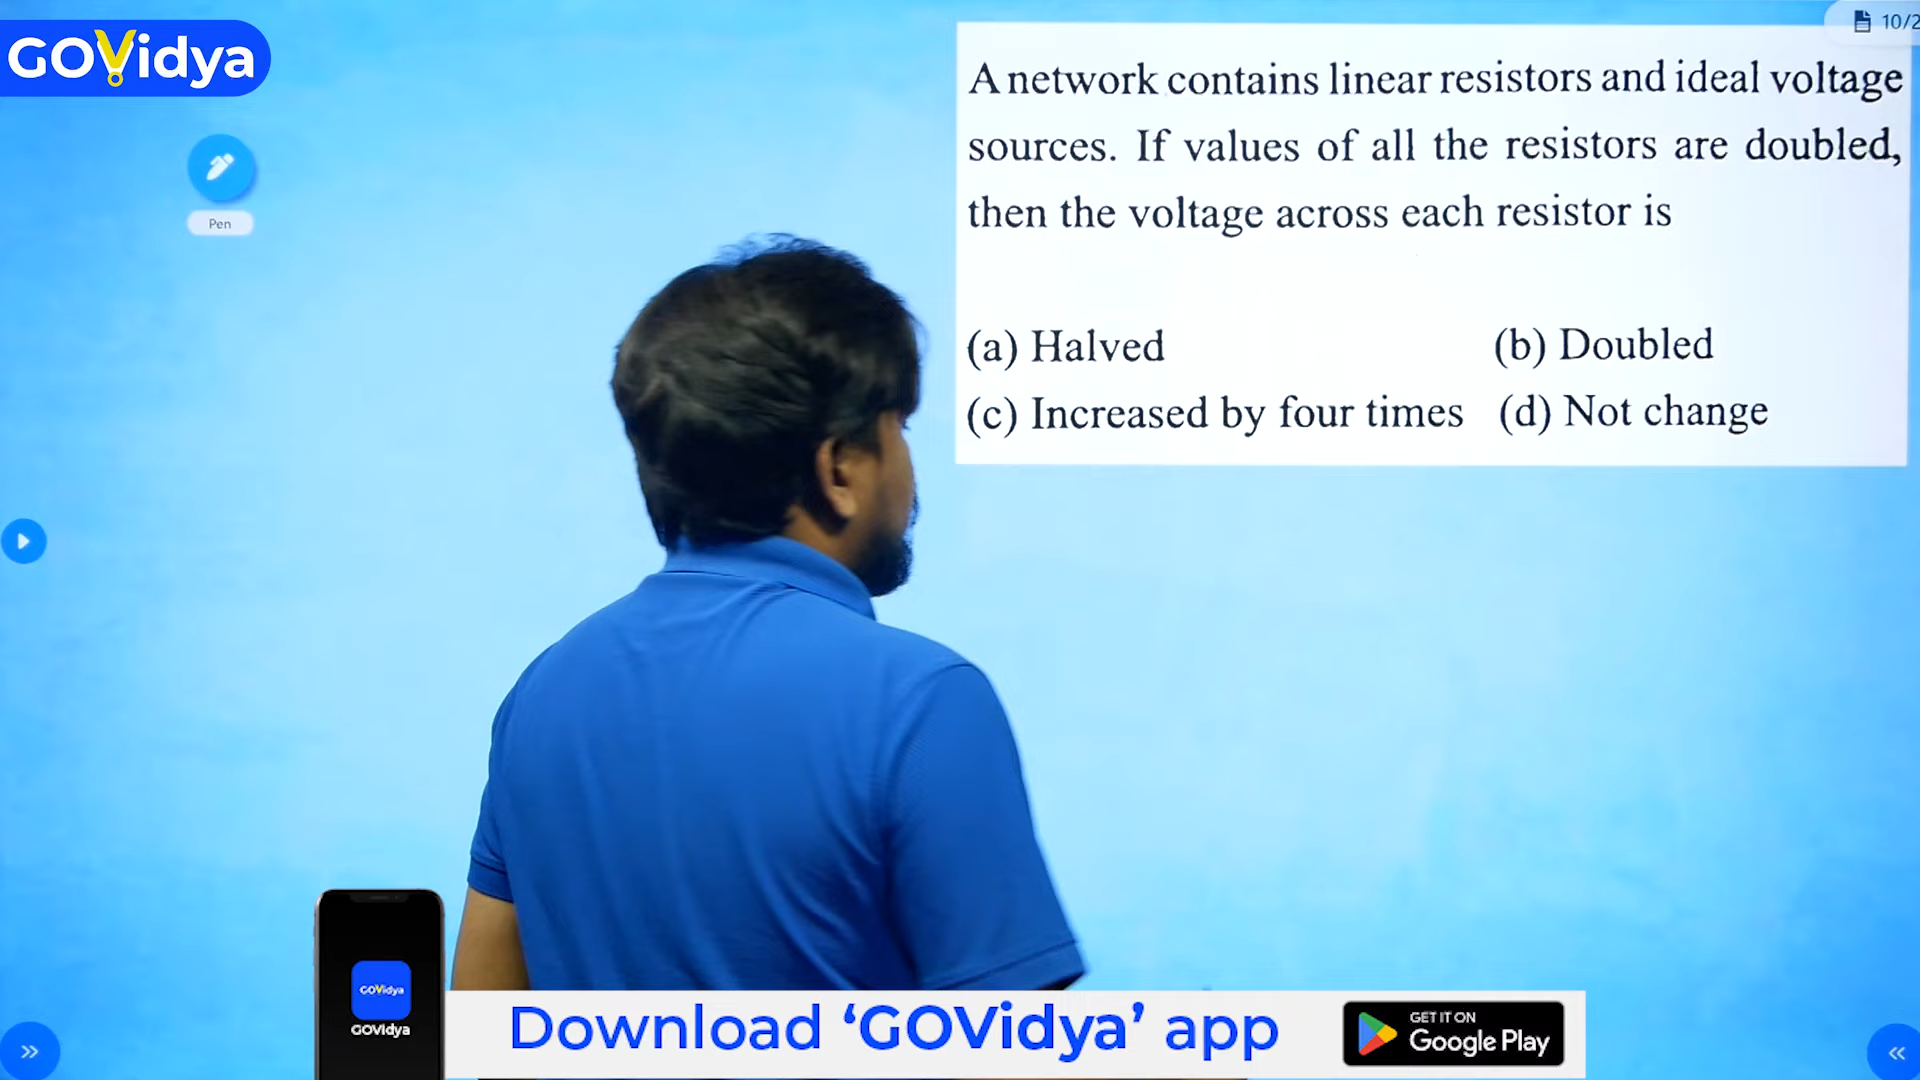 GOVidya
10/2
A network contains linear resistors and ideal voltage
sources. If values of all the resistors are doubled,
then the voltage across each resistor is
(a) Halved (b) Doubled
(c) Increased by four times (d) Not change
Pen
GOVidya
GOVidya
Download ‘GOVidya’ app
GET IT ON
Google Play